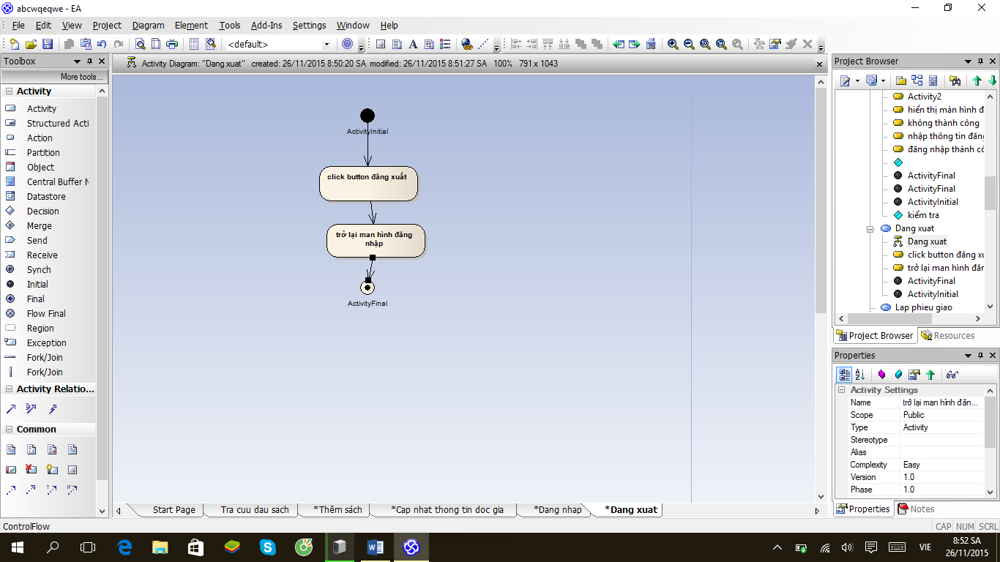 abcwqeqwe - EA
File Edit View Project Diagram Element Tools Add-Ins Settings Window Help
<default>
Toolbox
More tools...
Activity
Activity
Structured Acti
Action
Partition
Object
Central Buffer N
Datastore
Decision
Merge
Send
Receive
Synch
Initial
Final
Flow Final
Region
Exception
Fork/Join
Fork/Join
Activity Relatio...
Common
Activity Diagram: "Dang xuat" created: 26/11/2015 8:50:20 SA modified: 26/11/2015 8:51:27 SA 100% 791 x 1043
ActivityInitial
click button đăng xuất
trở lại man hình đăng
nhập
ActivityFinal
Start Page Tra cuu dau sach *Thêm sách *Cap nhat thong tin doc gia *Dang nhap *Dang xuat
Project Browser
Activity2
hiển thị màn hình đ
không thành công
nhập thông tin đăng
đăng nhập thành cô
ActivityFinal
ActivityFinal
ActivityInitial
kiểm tra
Dang xuat
Dang xuat
click button đăng xu
trở lại man hình đăn
ActivityFinal
ActivityInitial
Lap phieu giao
Project Browser Resources
Properties
Activity Settings
Name trở lại man hình đăn...
Scope Public
Type Activity
Stereotype
Alias
Complexity Easy
Version 1.0
Phase 1.0
Properties Notes
ControlFlow
CAP NUM SCRL
VIE
8:52 SA
26/11/2015